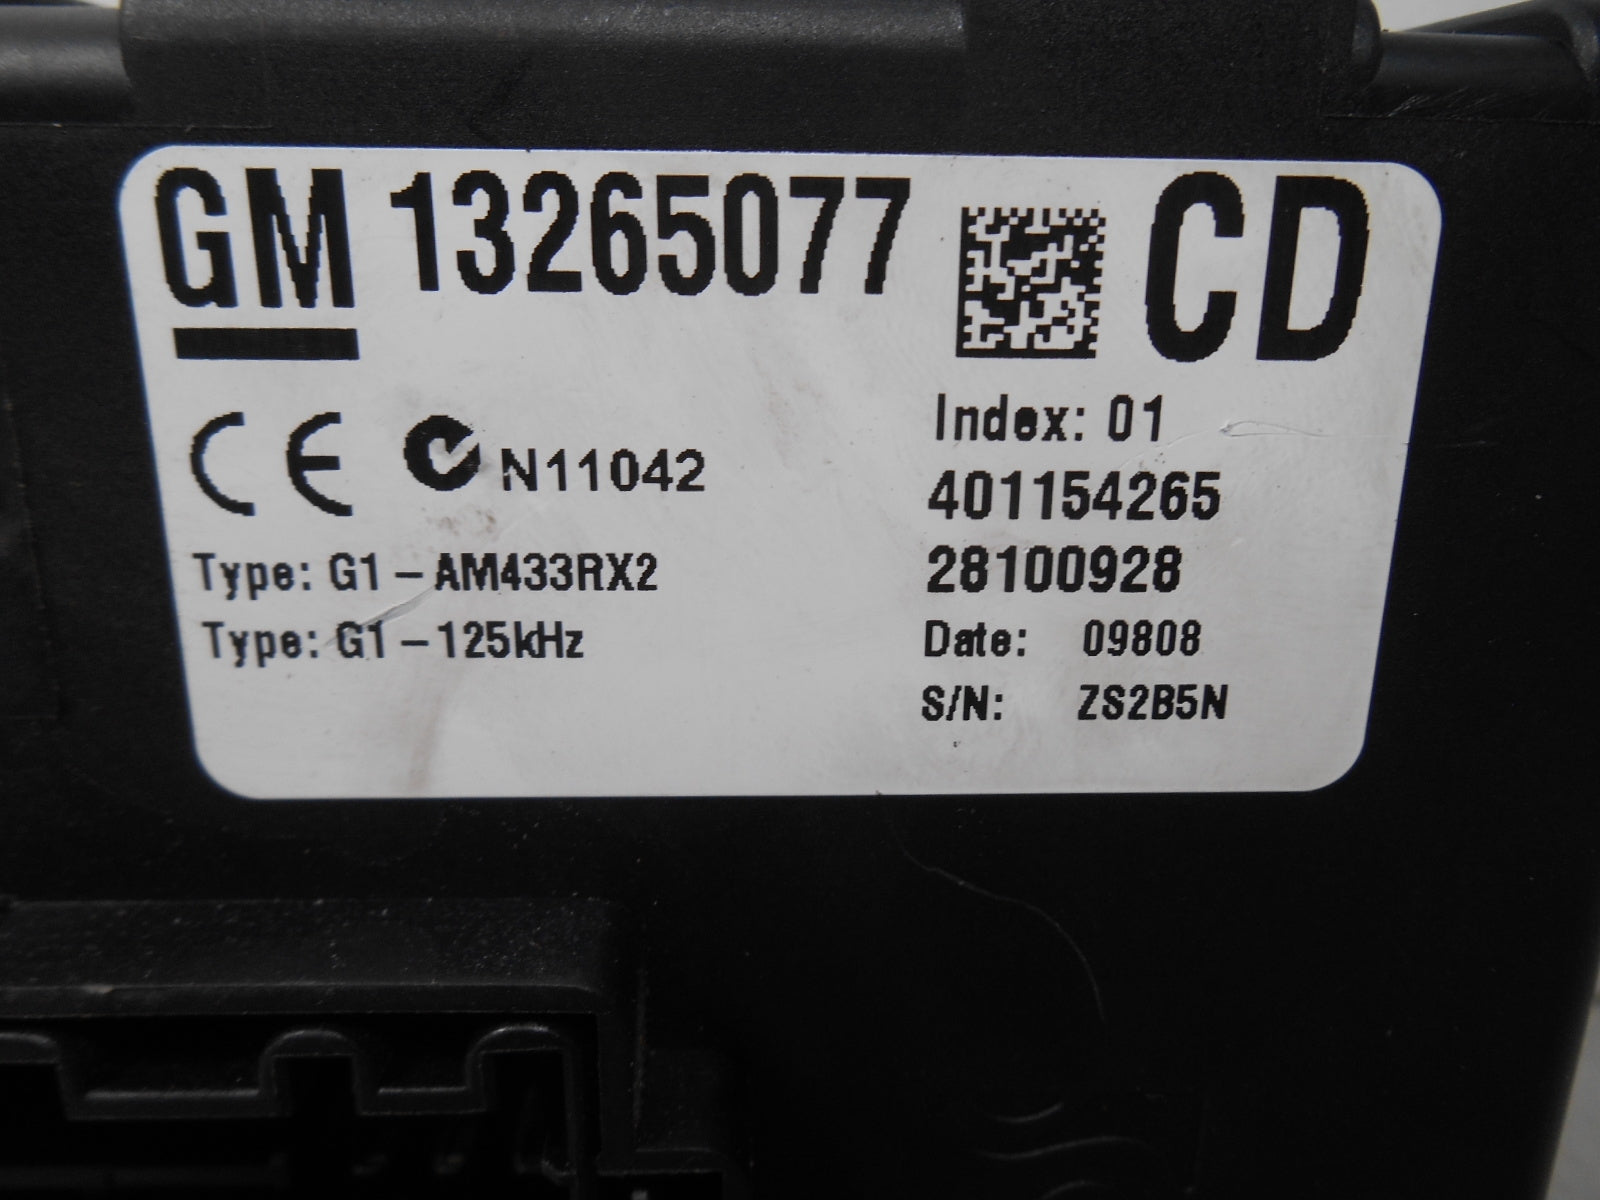 GM 13265077 CD
CE N11042
Type: G1-AM433RX2
Type: G1-125kHz
Index: 01
401154265
28100928
Date: 09808
S/N: ZS2B5N